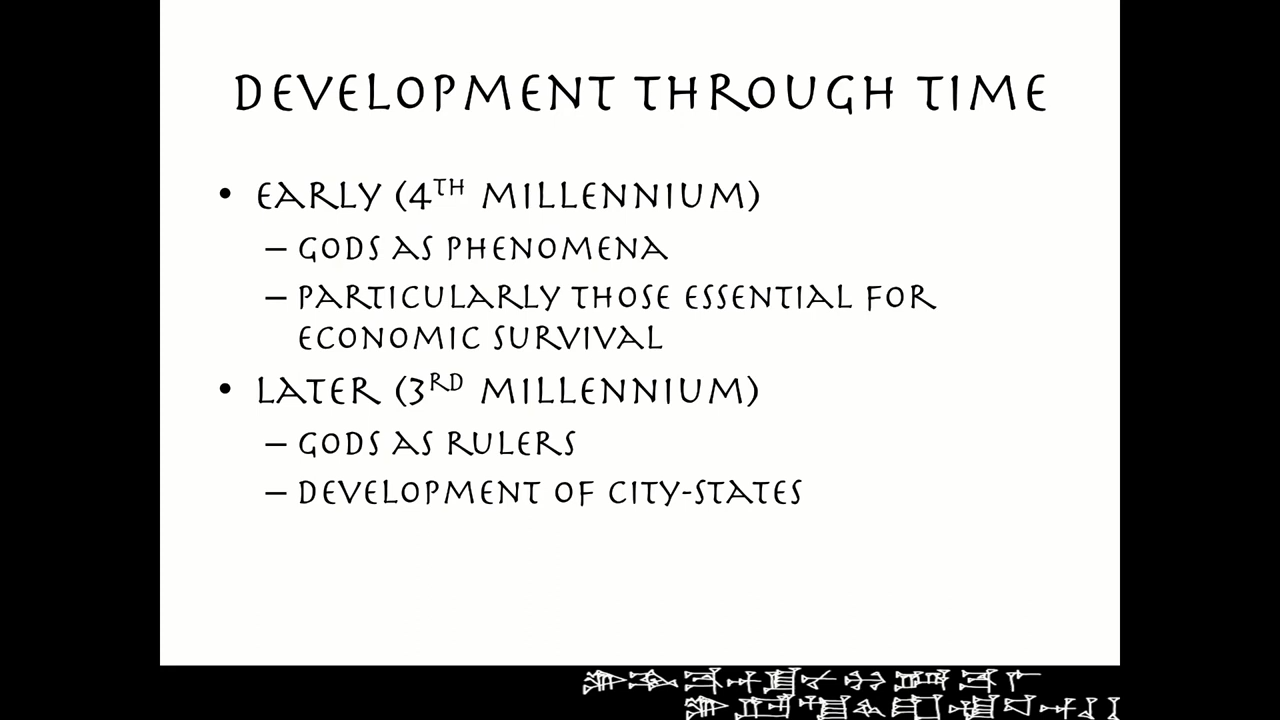 DEVELOPMENT THROUGH TIME
• EARLY (4TH MILLENNIUM)
– GODS AS PHENOMENA
– PARTICULARLY THOSE ESSENTIAL FOR
ECONOMIC SURVIVAL
• LATER (3RD MILLENNIUM)
– GODS AS RULERS
– DEVELOPMENT OF CITY-STATES